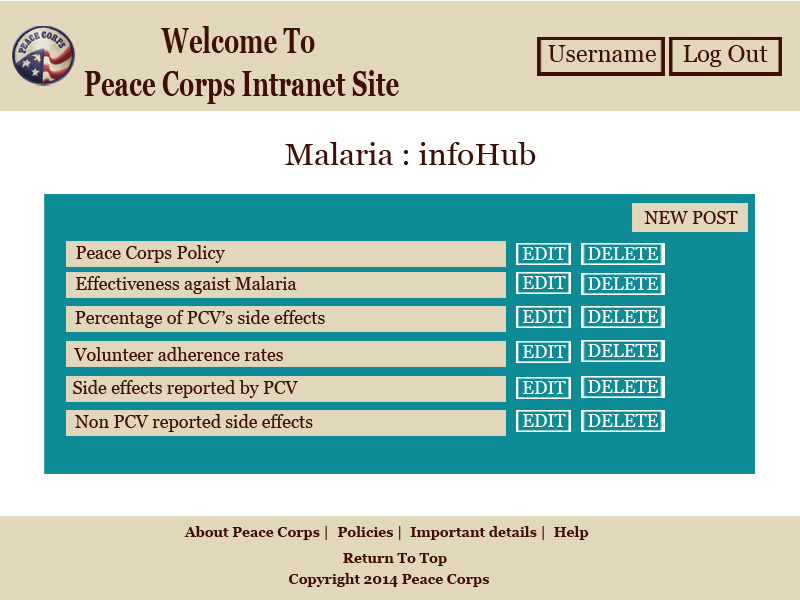 PEACE CORPS
Welcome To
Peace Corps Intranet Site
Username
Log Out
Malaria : infoHub
NEW POST
Peace Corps Policy EDIT DELETE
Effectiveness agaist Malaria EDIT DELETE
Percentage of PCV's side effects EDIT DELETE
Volunteer adherence rates EDIT DELETE
Side effects reported by PCV EDIT DELETE
Non PCV reported side effects EDIT DELETE
About Peace Corps | Policies | Important details | Help
Return To Top
Copyright 2014 Peace Corps